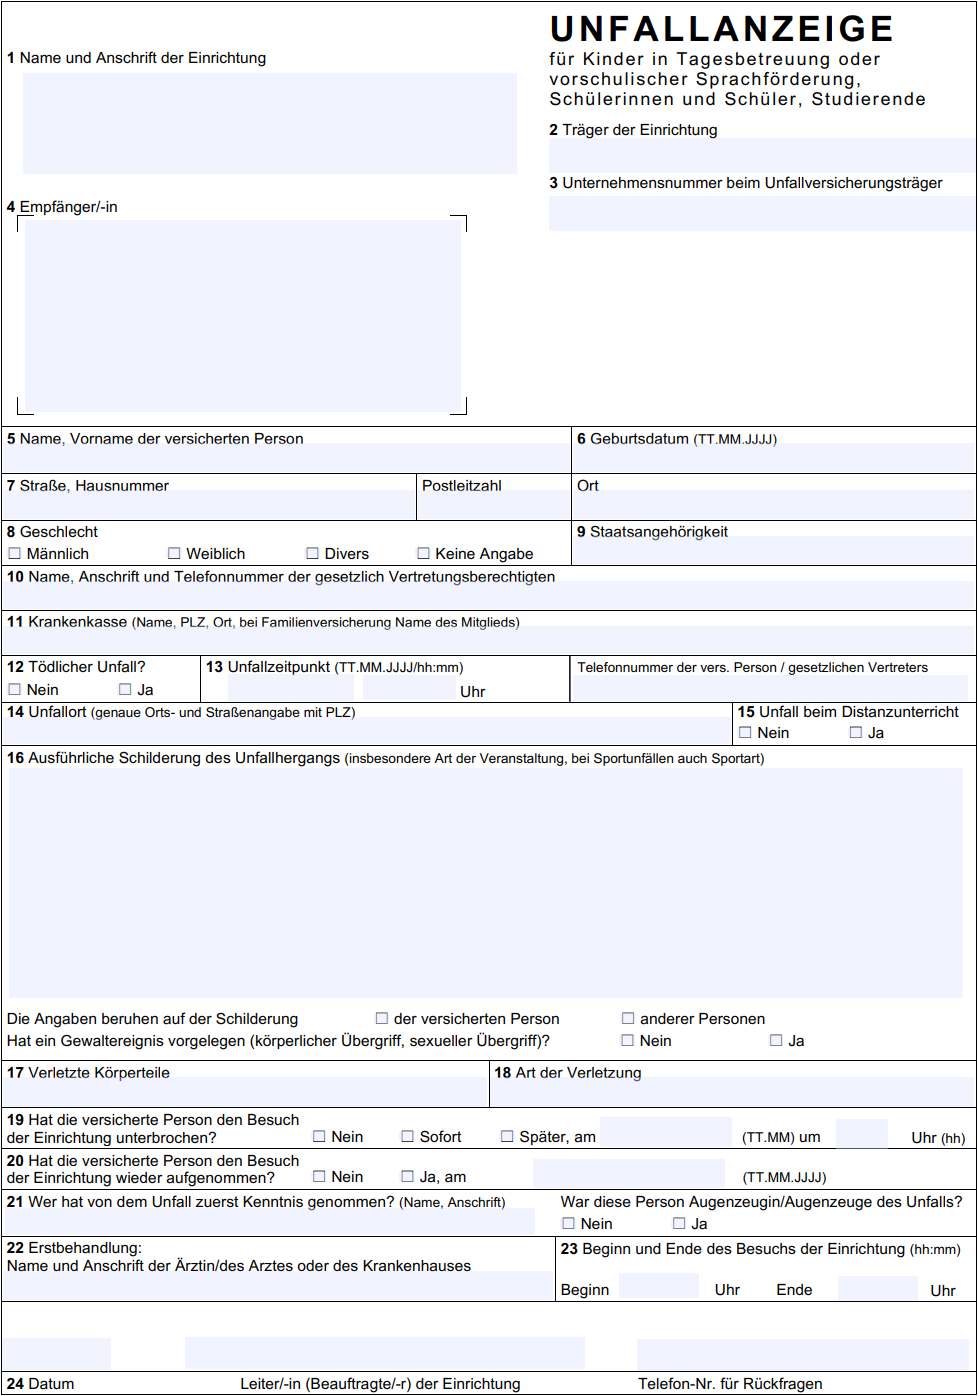 UNFALLANZEIGE
für Kinder in Tagesbetreuung oder
vorschulischer Sprachförderung,
Schülerinnen und Schüler, Studierende
1 Name und Anschrift der Einrichtung
2 Träger der Einrichtung
3 Unternehmensnummer beim Unfallversicherungsträger
4 Empfänger/-in
5 Name, Vorname der versicherten Person
6 Geburtsdatum (TT.MM.JJJJ)
7 Straße, Hausnummer
Postleitzahl
Ort
8 Geschlecht
Männlich
Weiblich
Divers
Keine Angabe
9 Staatsangehörigkeit
10 Name, Anschrift und Telefonnummer der gesetzlich Vertretungsberechtigten
11 Krankenkasse (Name, PLZ, Ort, bei Familienversicherung Name des Mitglieds)
12 Tödlicher Unfall?
Nein
Ja
13 Unfallzeitpunkt (TT.MM.JJJJ/hh:mm)
Uhr
Telefonnummer der vers. Person / gesetzlichen Vertreters
14 Unfallort (genaue Orts- und Straßenangabe mit PLZ)
15 Unfall beim Distanzunterricht
Nein
Ja
16 Ausführliche Schilderung des Unfallhergangs (insbesondere Art der Veranstaltung, bei Sportunfällen auch Sportart)
Die Angaben beruhen auf der Schilderung
der versicherten Person
anderer Personen
Hat ein Gewaltereignis vorgelegen (körperlicher Übergriff, sexueller Übergriff)?
Nein
Ja
17 Verletzte Körperteile
18 Art der Verletzung
19 Hat die versicherte Person den Besuch
der Einrichtung unterbrochen?
Nein
Sofort
Später, am
(TT.MM) um
Uhr (hh)
20 Hat die versicherte Person den Besuch
der Einrichtung wieder aufgenommen?
Nein
Ja, am
(TT.MM.JJJJ)
21 Wer hat von dem Unfall zuerst Kenntnis genommen? (Name, Anschrift)
War diese Person Augenzeugin/Augenzeuge des Unfalls?
Nein
Ja
22 Erstbehandlung:
Name und Anschrift der Ärztin/des Arztes oder des Krankenhauses
23 Beginn und Ende des Besuchs der Einrichtung (hh:mm)
Beginn
Uhr
Ende
Uhr
24 Datum
Leiter/-in (Beauftragte/-r) der Einrichtung
Telefon-Nr. für Rückfragen